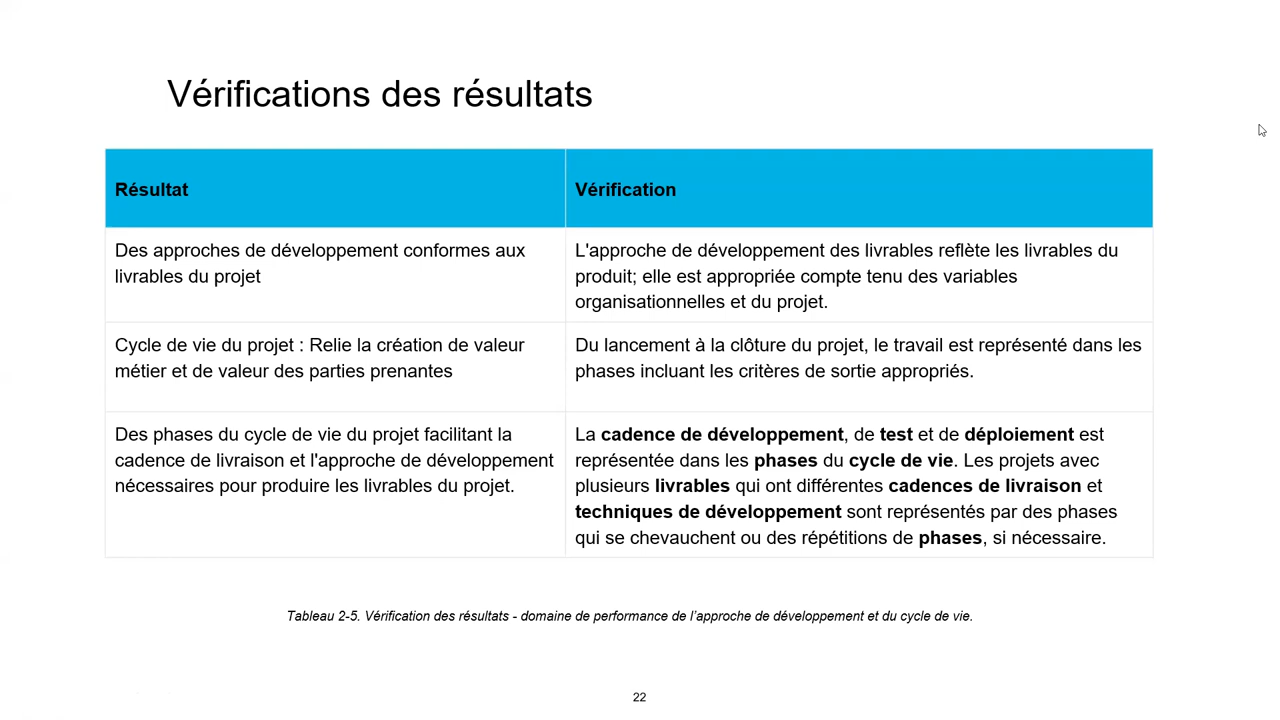 Vérifications des résultats
Résultat
Vérification
Des approches de développement conformes aux
livrables du projet
L'approche de développement des livrables reflète les livrables du
produit; elle est appropriée compte tenu des variables
organisationnelles et du projet.
Cycle de vie du projet : Relie la création de valeur
métier et de valeur des parties prenantes
Du lancement à la clôture du projet, le travail est représenté dans les
phases incluant les critères de sortie appropriés.
Des phases du cycle de vie du projet facilitant la
cadence de livraison et l'approche de développement
nécessaires pour produire les livrables du projet.
La cadence de développement, de test et de déploiement est
représentée dans les phases du cycle de vie. Les projets avec
plusieurs livrables qui ont différentes cadences de livraison et
techniques de développement sont représentés par des phases
qui se chevauchent ou des répétitions de phases, si nécessaire.
Tableau 2-5. Vérification des résultats - domaine de performance de l’approche de développement et du cycle de vie.
22